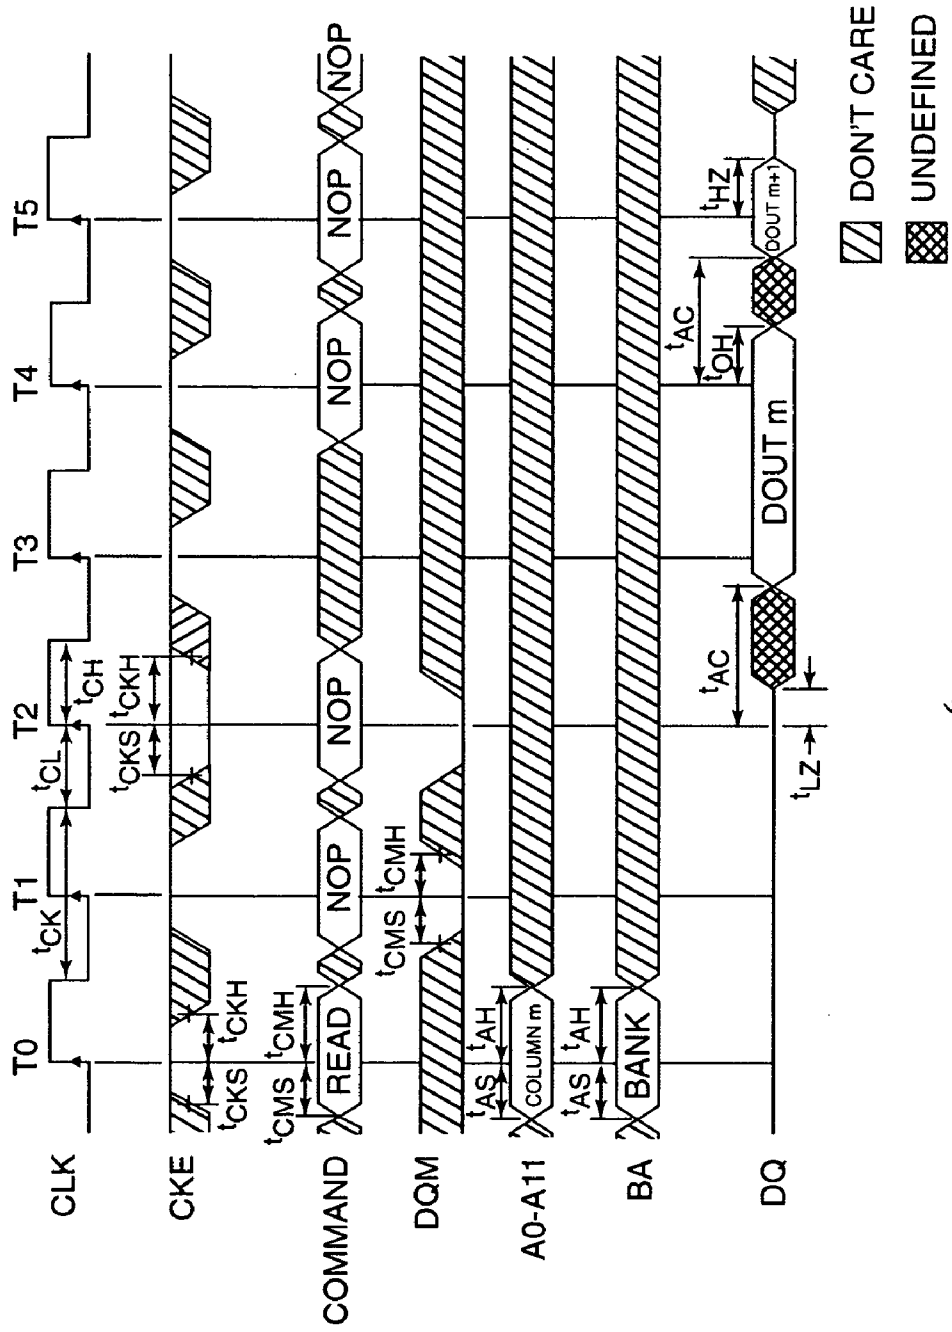 T0 T1 T2 T3 T4 T5
CLK
tCK tCL tCH
CKE
tCKS tCKH tCKS tCKH
COMMAND READ NOP NOP NOP NOP NOP
tCMS tCMH
DQM
tCMS tCMH
A0-A11 COLUMN m
tAS tAH
BA BANK
tAS tAH
DQ DOUT m DOUT m+1
tLZ tAC tOH tAC tHZ
DON'T CARE
UNDEFINED